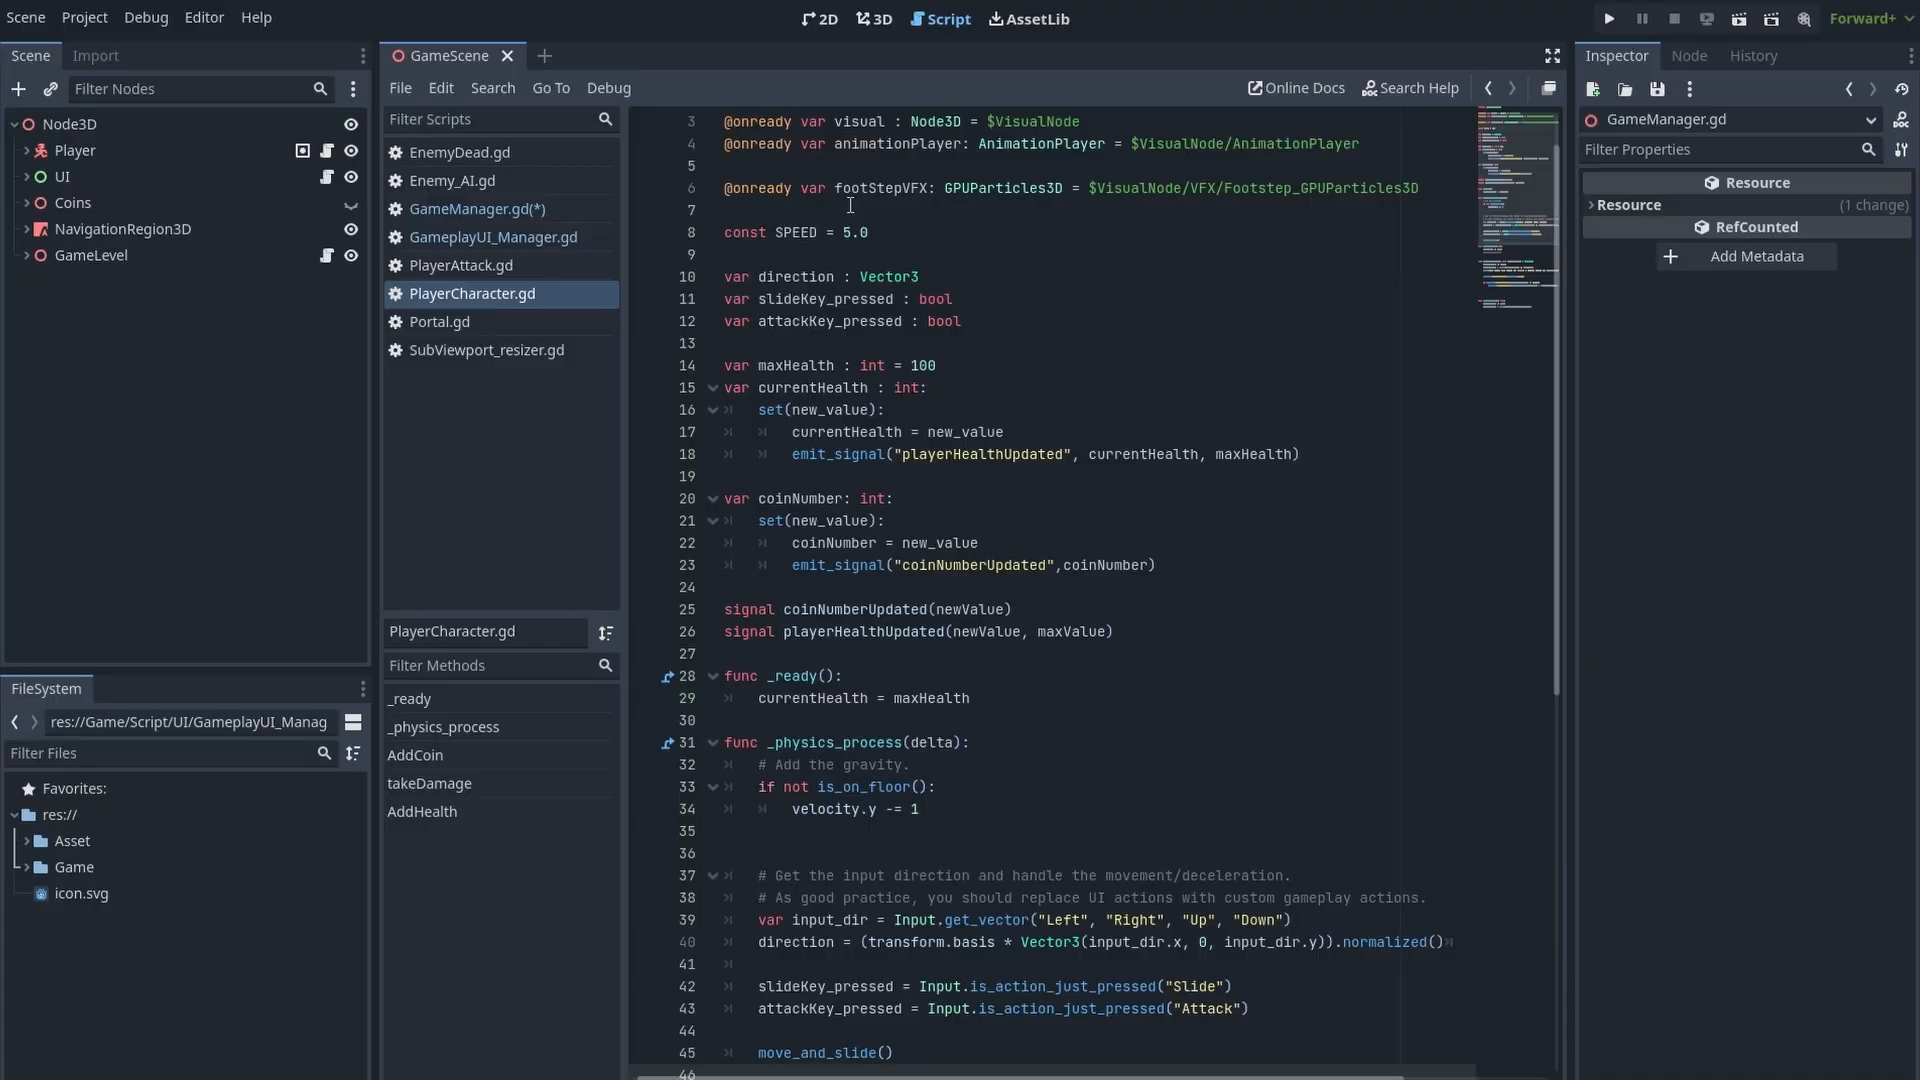 Scene Project Debug Editor Help
2D 3D Script AssetLib
Forward+
Scene Import
Filter Nodes
Node3D
Player
UI
Coins
NavigationRegion3D
GameLevel
FileSystem
res://Game/Script/UI/GameplayUI_Manag
Filter Files
Favorites:
res://
Asset
Game
icon.svg
GameScene
File Edit Search Go To Debug
Online Docs Search Help
Filter Scripts
EnemyDead.gd
Enemy_AI.gd
GameManager.gd(*)
GameplayUI_Manager.gd
PlayerAttack.gd
PlayerCharacter.gd
Portal.gd
SubViewport_resizer.gd
PlayerCharacter.gd
Filter Methods
_ready
_physics_process
AddCoin
takeDamage
AddHealth
3 @onready var visual : Node3D = $VisualNode
4 @onready var animationPlayer: AnimationPlayer = $VisualNode/AnimationPlayer
5
6 @onready var footStepVFX: GPUParticles3D = $VisualNode/VFX/Footstep_GPUParticles3D
7
8 const SPEED = 5.0
9
10 var direction : Vector3
11 var slideKey_pressed : bool
12 var attackKey_pressed : bool
13
14 var maxHealth : int = 100
15 var currentHealth : int:
16 set(new_value):
17 currentHealth = new_value
18 emit_signal("playerHealthUpdated", currentHealth, maxHealth)
19
20 var coinNumber: int:
21 set(new_value):
22 coinNumber = new_value
23 emit_signal("coinNumberUpdated",coinNumber)
24
25 signal coinNumberUpdated(newValue)
26 signal playerHealthUpdated(newValue, maxValue)
27
28 func _ready():
29 currentHealth = maxHealth
30
31 func _physics_process(delta):
32 # Add the gravity.
33 if not is_on_floor():
34 velocity.y -= 1
35
36
37 # Get the input direction and handle the movement/deceleration.
38 # As good practice, you should replace UI actions with custom gameplay actions.
39 var input_dir = Input.get_vector("Left", "Right", "Up", "Down")
40 direction = (transform.basis * Vector3(input_dir.x, 0, input_dir.y)).normalized()
41
42 slideKey_pressed = Input.is_action_just_pressed("Slide")
43 attackKey_pressed = Input.is_action_just_pressed("Attack")
44
45 move_and_slide()
46
Inspector Node History
GameManager.gd
Filter Properties
Resource
Resource (1 change)
RefCounted
Add Metadata